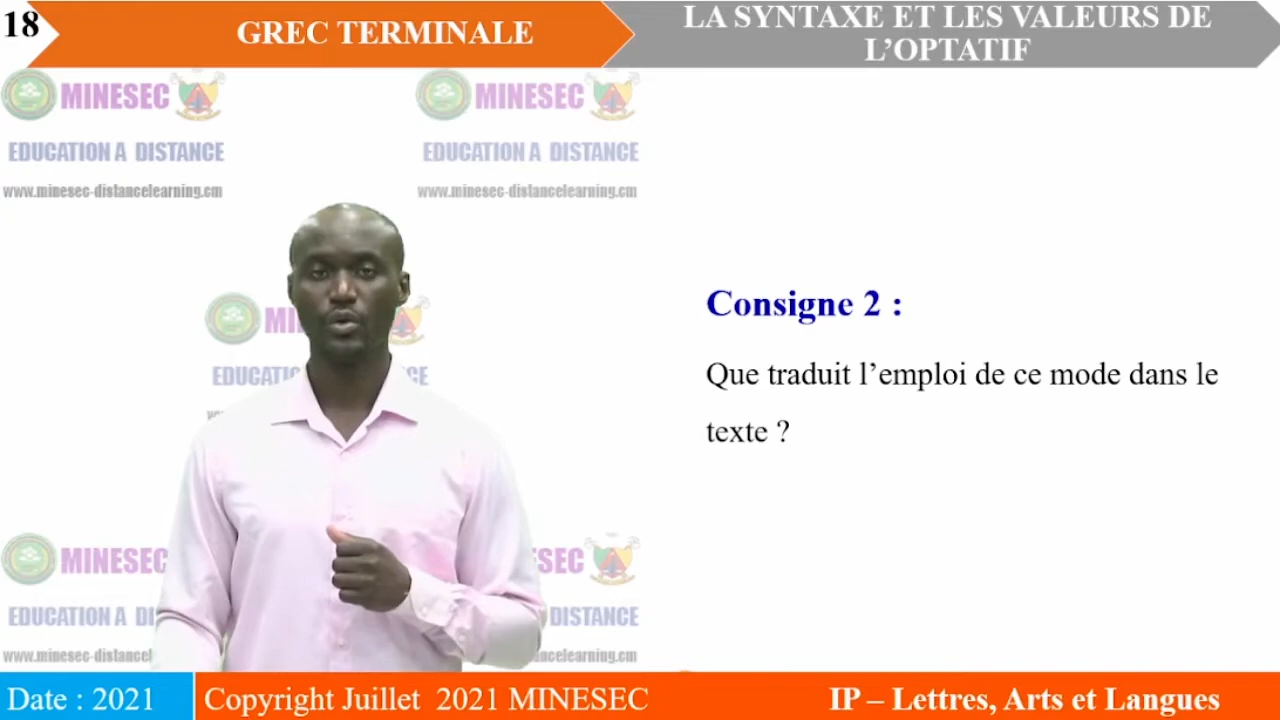 18
GREC TERMINALE
LA SYNTAXE ET LES VALEURS DE
L’OPTATIF
MINESEC
EDUCATION A DISTANCE
www.minesec-distancelearning.cm
MINESEC
EDUCATION A DISTANCE
www.minesec-distancelearning.cm
Consigne 2 :
Que traduit l’emploi de ce mode dans le
texte ?
MINESEC
MINESEC
Date : 2021
Copyright Juillet 2021 MINESEC
IP – Lettres, Arts et Langues